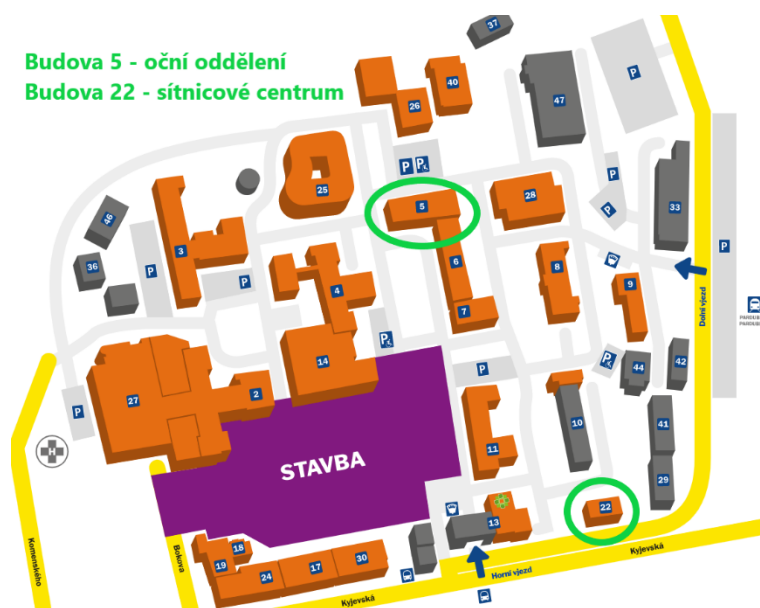 Budova 5 - oční oddělení
Budova 22 - sítnicové centrum
37
40
26
47
P
P
P
25
5
28
P
33
P
46
3
36
P
P
4
6
8
9
P
Dolní vjezd
7
P
14
P
27
2
P
44
42
P
H
11
10
41
STAVBA
29
22
13
Komenského
Bokova
18
19
24
17
30
Kyjevská
Horní vjezd
Kyjevská